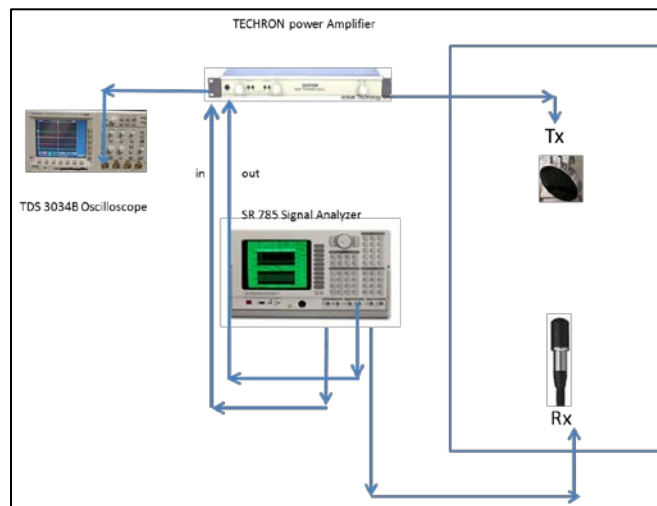 TECHRON power Amplifier
Tx
in
out
TDS 3034B Oscilloscope
SR 785 Signal Analyzer
Rx